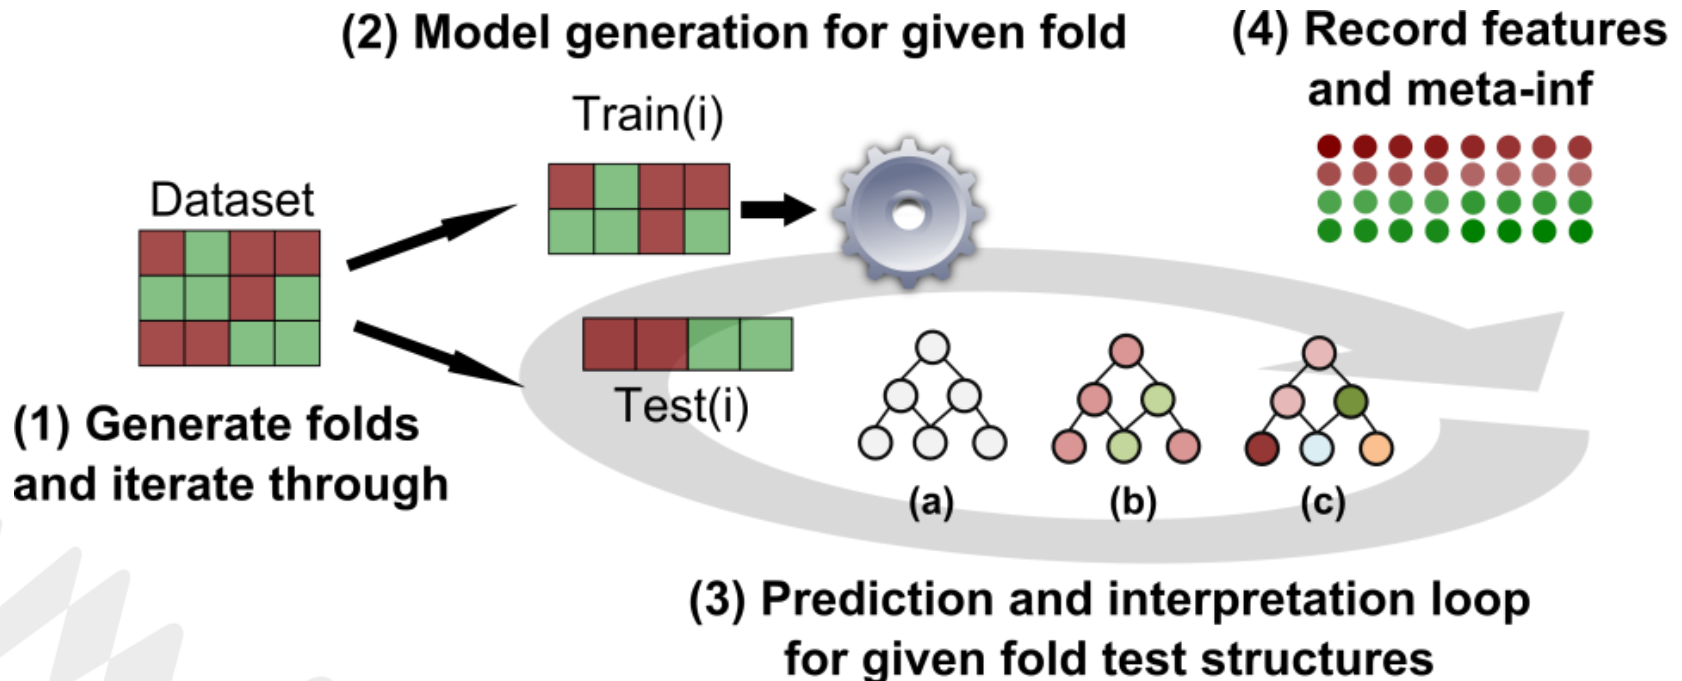 (2) Model generation for given fold
(4) Record features
and meta-inf
Train(i)
Dataset
Test(i)
(1) Generate folds
and iterate through
(a)
(b)
(c)
(3) Prediction and interpretation loop
for given fold test structures